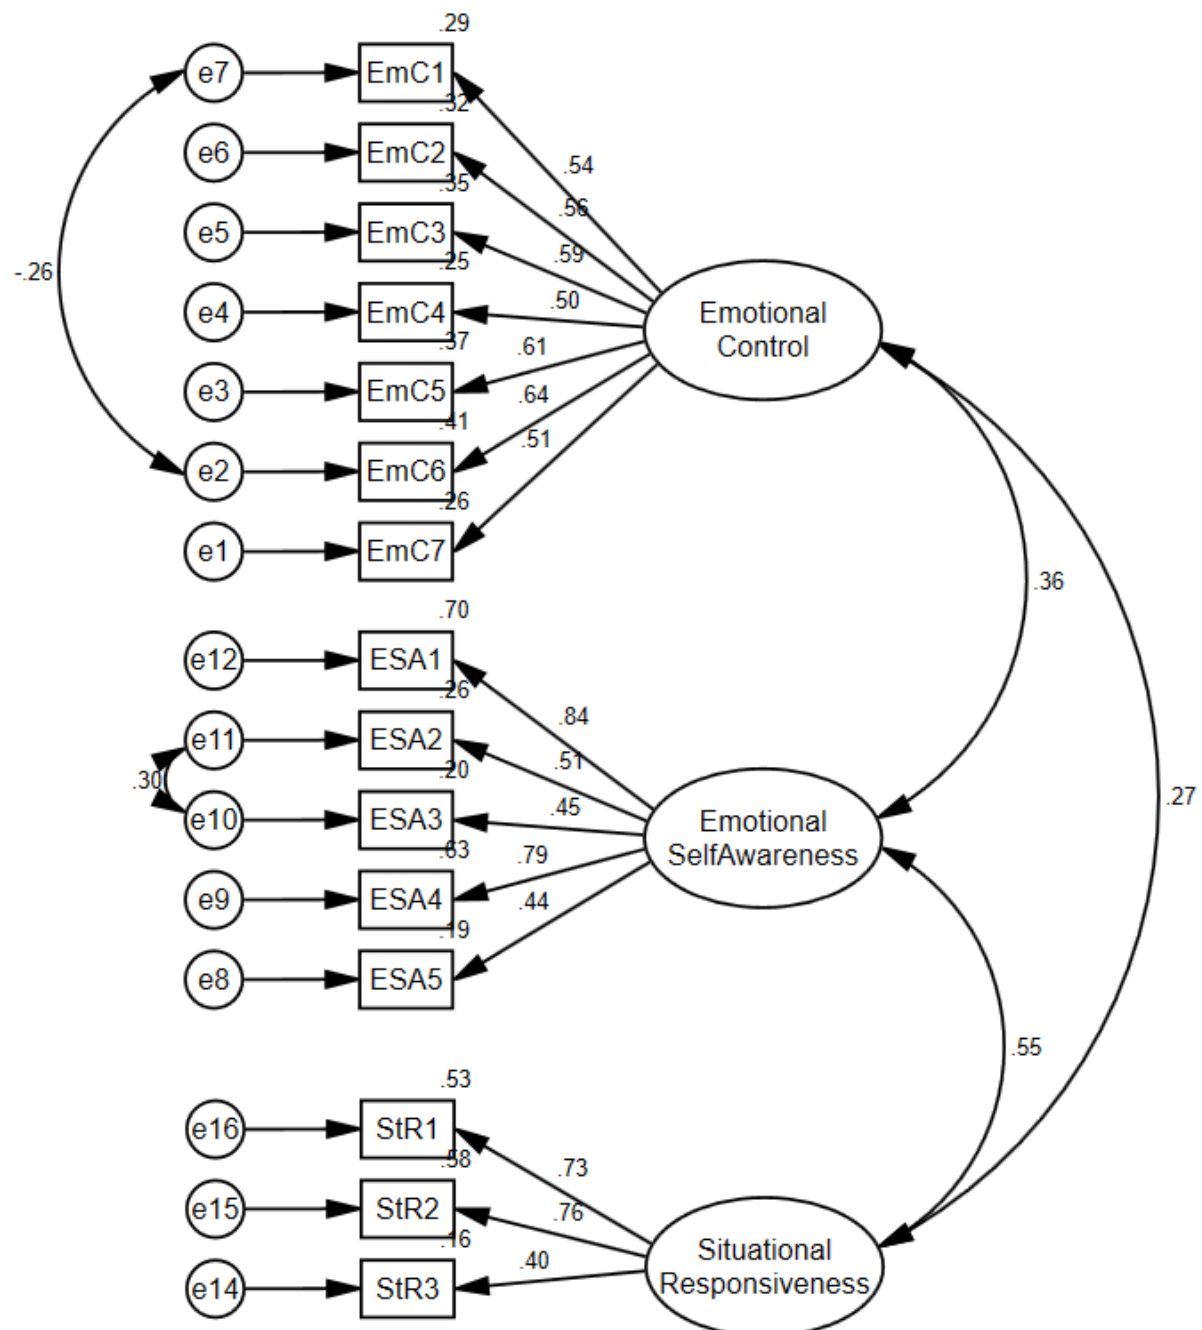 .29
e7
EmC1
.32
e6
EmC2
.54
.35
.56
e5
EmC3
.59
.25
-.26
e4
EmC4
.50
Emotional
Control
.37
.61
e3
EmC5
.64
.41
.51
e2
EmC6
.26
e1
EmC7
.36
.70
e12
ESA1
.26
.84
e11
ESA2
.51
.20
.30
.45
.27
e10
ESA3
Emotional
SelfAwareness
.63
.79
e9
ESA4
.44
.19
e8
ESA5
.55
.53
e16
StR1
.58
.73
e15
StR2
.76
.16
.40
e14
StR3
Situational
Responsiveness